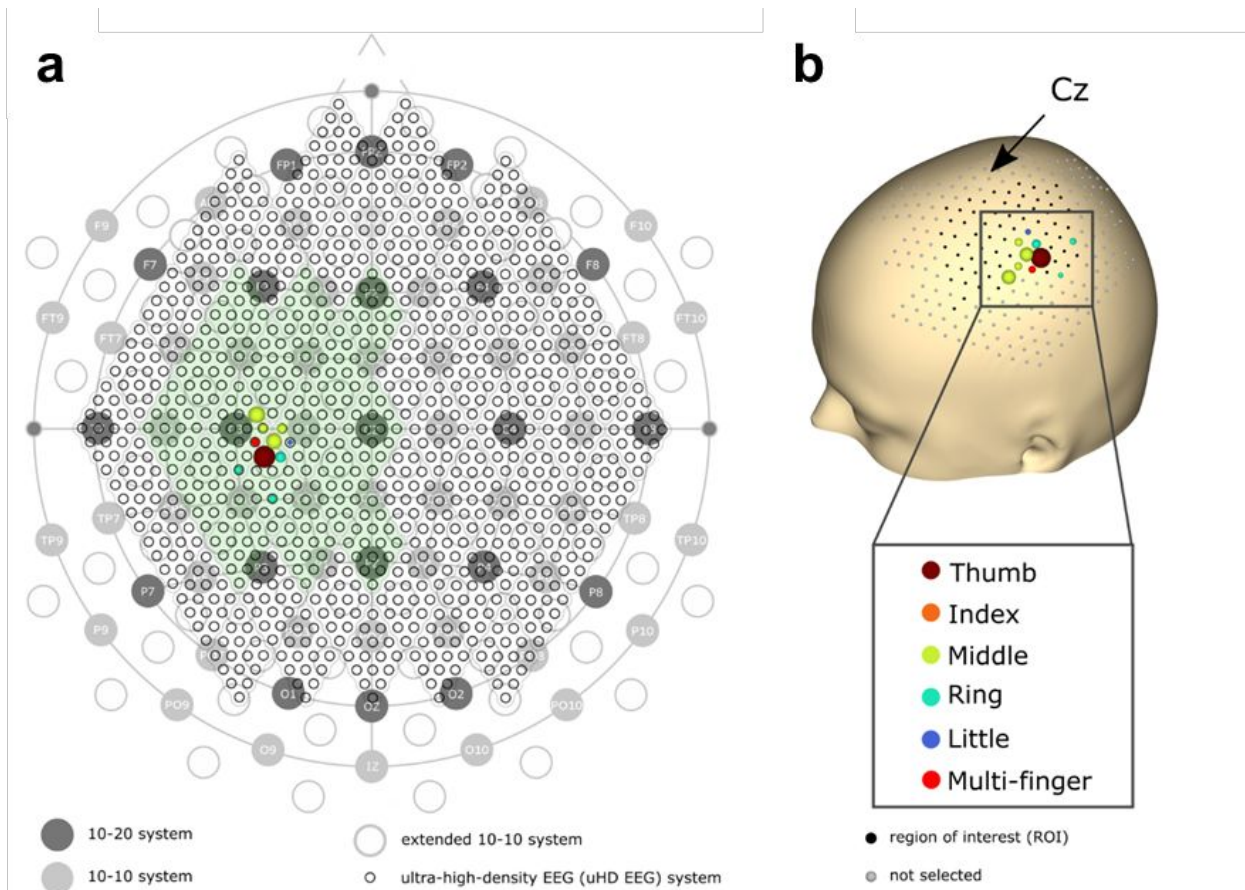 a
b
Cz
FP1
FPZ
FP2
F9
F10
F7
F8
FT9
FT7
FT8
FT10
TP9
TP7
TP8
TP10
P7
P8
P9
P10
O1
OZ
O2
PO9
PO10
O9
IZ
O10
Thumb
Index
Middle
Ring
Little
Multi-finger
10-20 system
10-10 system
extended 10-10 system
ultra-high-density EEG (uHD EEG) system
region of interest (ROI)
not selected